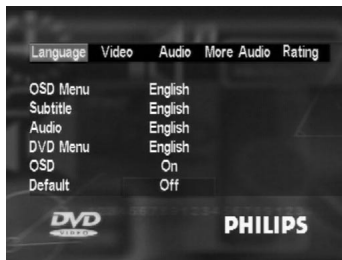 Language Video Audio More Audio Rating
OSD Menu English
Subtitle English
Audio English
DVD Menu English
OSD On
Default Off
DVD VIDEO PHILIPS